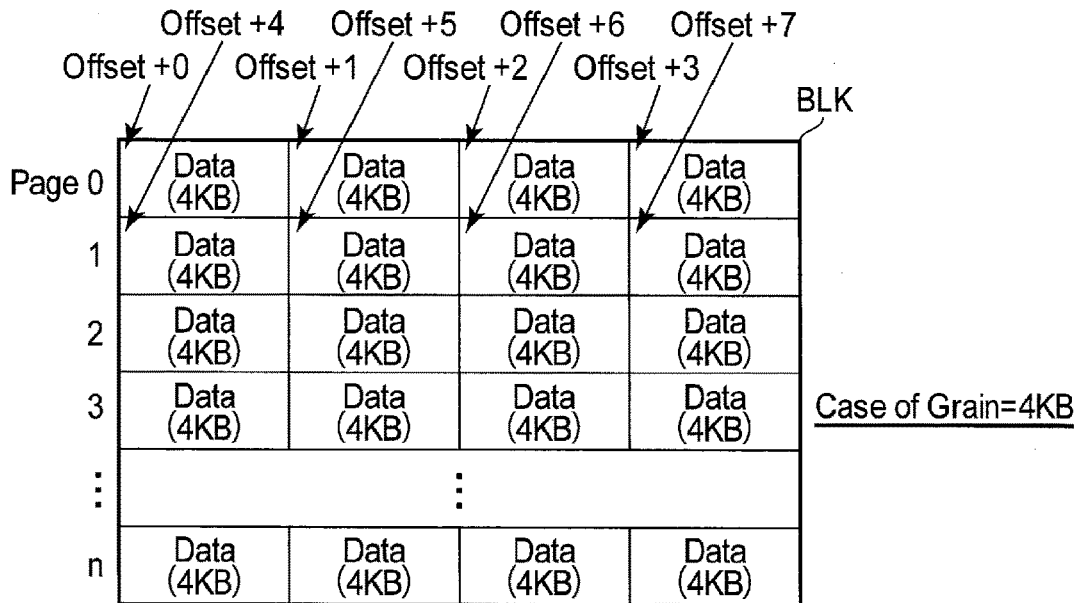 Offset +4 Offset +5 Offset +6 Offset +7
Offset +0 Offset +1 Offset +2 Offset +3
BLK
Page 0 Data (4KB) Data (4KB) Data (4KB) Data (4KB)
1 Data (4KB) Data (4KB) Data (4KB) Data (4KB)
2 Data (4KB) Data (4KB) Data (4KB) Data (4KB)
3 Data (4KB) Data (4KB) Data (4KB) Data (4KB)
Case of Grain=4KB
⋮ ⋮
n Data (4KB) Data (4KB) Data (4KB) Data (4KB)